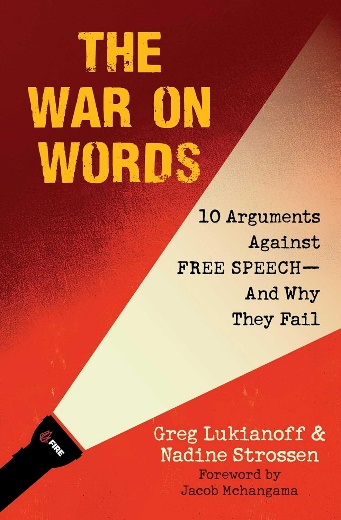 THE
WAR ON
WORDS
10 Arguments
Against
FREE SPEECH—
And Why
They Fail
FIRE
Greg Lukianoff &
Nadine Strossen
Foreword by
Jacob Mchangama